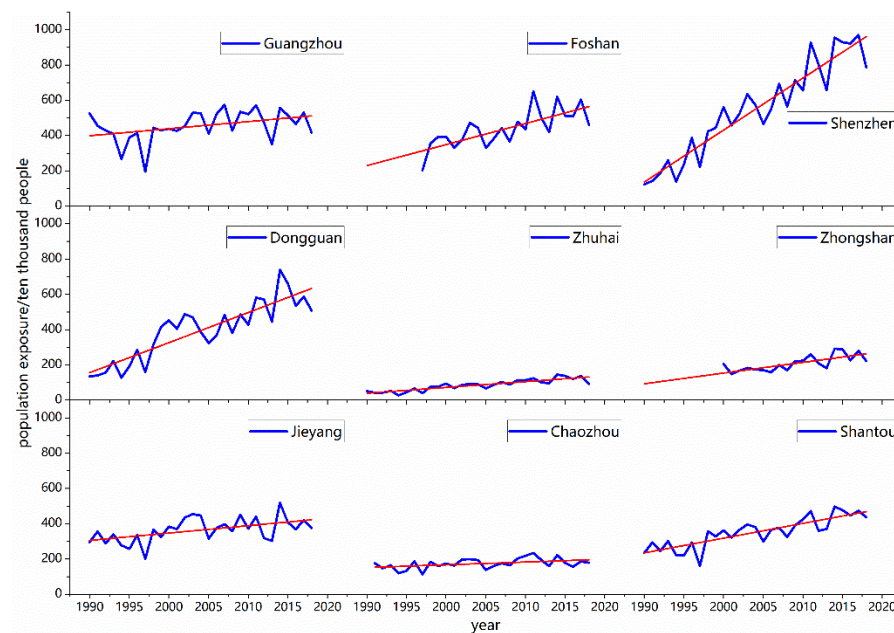 1000
800
600
400
200
0
Guangzhou
Foshan
Shenzhen
800
600
400
200
0
Dongguan
Zhuhai
Zhongshan
1000
800
600
400
200
0
Jieyang
Chaozhou
Shantou
1990 1995 2000 2005 2010 2015 2020 1990 1995 2000 2005 2010 2015 2020 1990 1995 2000 2005 2010 2015 2020
year
population exposure/ten thousand people